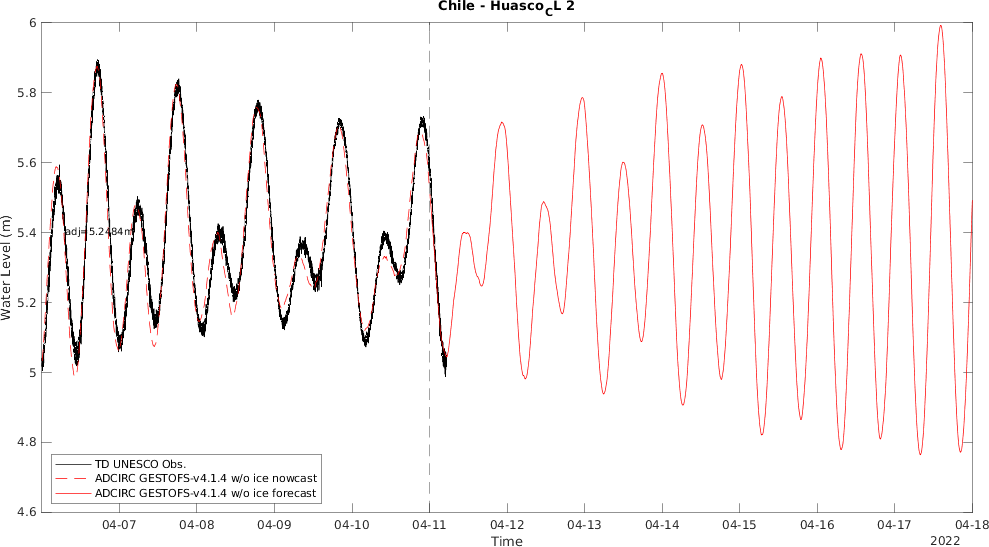 Chile - Huasco_CL 2
Water Level (m)
6
5.8
5.6
5.4
5.2
5
4.8
4.6
adj=5.2484m
TD UNESCO Obs.
ADCIRC GESTOFS-v4.1.4 w/o ice nowcast
ADCIRC GESTOFS-v4.1.4 w/o ice forecast
04-07 04-08 04-09 04-10 04-11 04-12 04-13 04-14 04-15 04-16 04-17 04-18
Time
2022